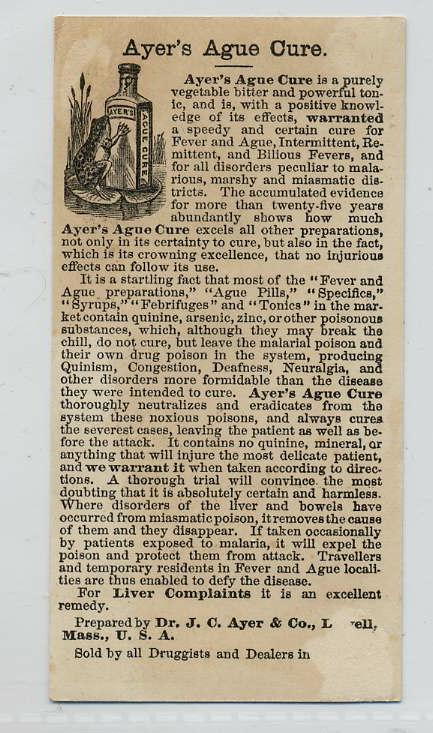 Ayer's Ague Cure.
AYER'S
AGUE CURE
Ayer's Ague Cure is a purely
vegetable bitter and powerful ton-
ic, and is, with a positive knowl-
edge of its effects, warranted
a speedy and certain cure for
Fever and Ague, Intermittent, Re-
mittent, and Bilious Fevers, and
for all disorders peculiar to mala-
rious, marshy and miasmatic dis-
tricts. The accumulated evidence
for more than twenty-five years
abundantly shows how much
Ayer's Ague Cure excels all other preparations,
not only in its certainty to cure, but also in the fact,
which is its crowning excellence, that no injurious
effects can follow its use.
It is a startling fact that most of the "Fever and
Ague preparations," "Ague Pills," "Specifics,"
"Syrups," "Febrifuges" and "Tonics" in the mar-
ket contain quinine, arsenic, zinc, or other poisonous
substances, which, although they may break the
chill, do not cure, but leave the malarial poison and
their own drug poison in the system, producing
Quinism, Congestion, Deafness, Neuralgia, and
other disorders more formidable than the disease
they were intended to cure. Ayer's Ague Cure
thoroughly neutralizes and eradicates from the
system these noxious poisons, and always cures
the severest cases, leaving the patient as well as be-
fore the attack. It contains no quinine, mineral, or
anything that will injure the most delicate patient,
and we warrant it when taken according to direc-
tions. A thorough trial will convince the most
doubting that it is absolutely certain and harmless.
Where disorders of the liver and bowels have
occurred from miasmatic poison, it removes the cause
of them and they disappear. If taken occasionally
by patients exposed to malaria, it will expel the
poison and protect them from attack. Travellers
and temporary residents in Fever and Ague locali-
ties are thus enabled to defy the disease.
For Liver Complaints it is an excellent
remedy.
Prepared by Dr. J. C. Ayer & Co.,
Mass., U. S. A.
Sold by all Druggists and Dealers in